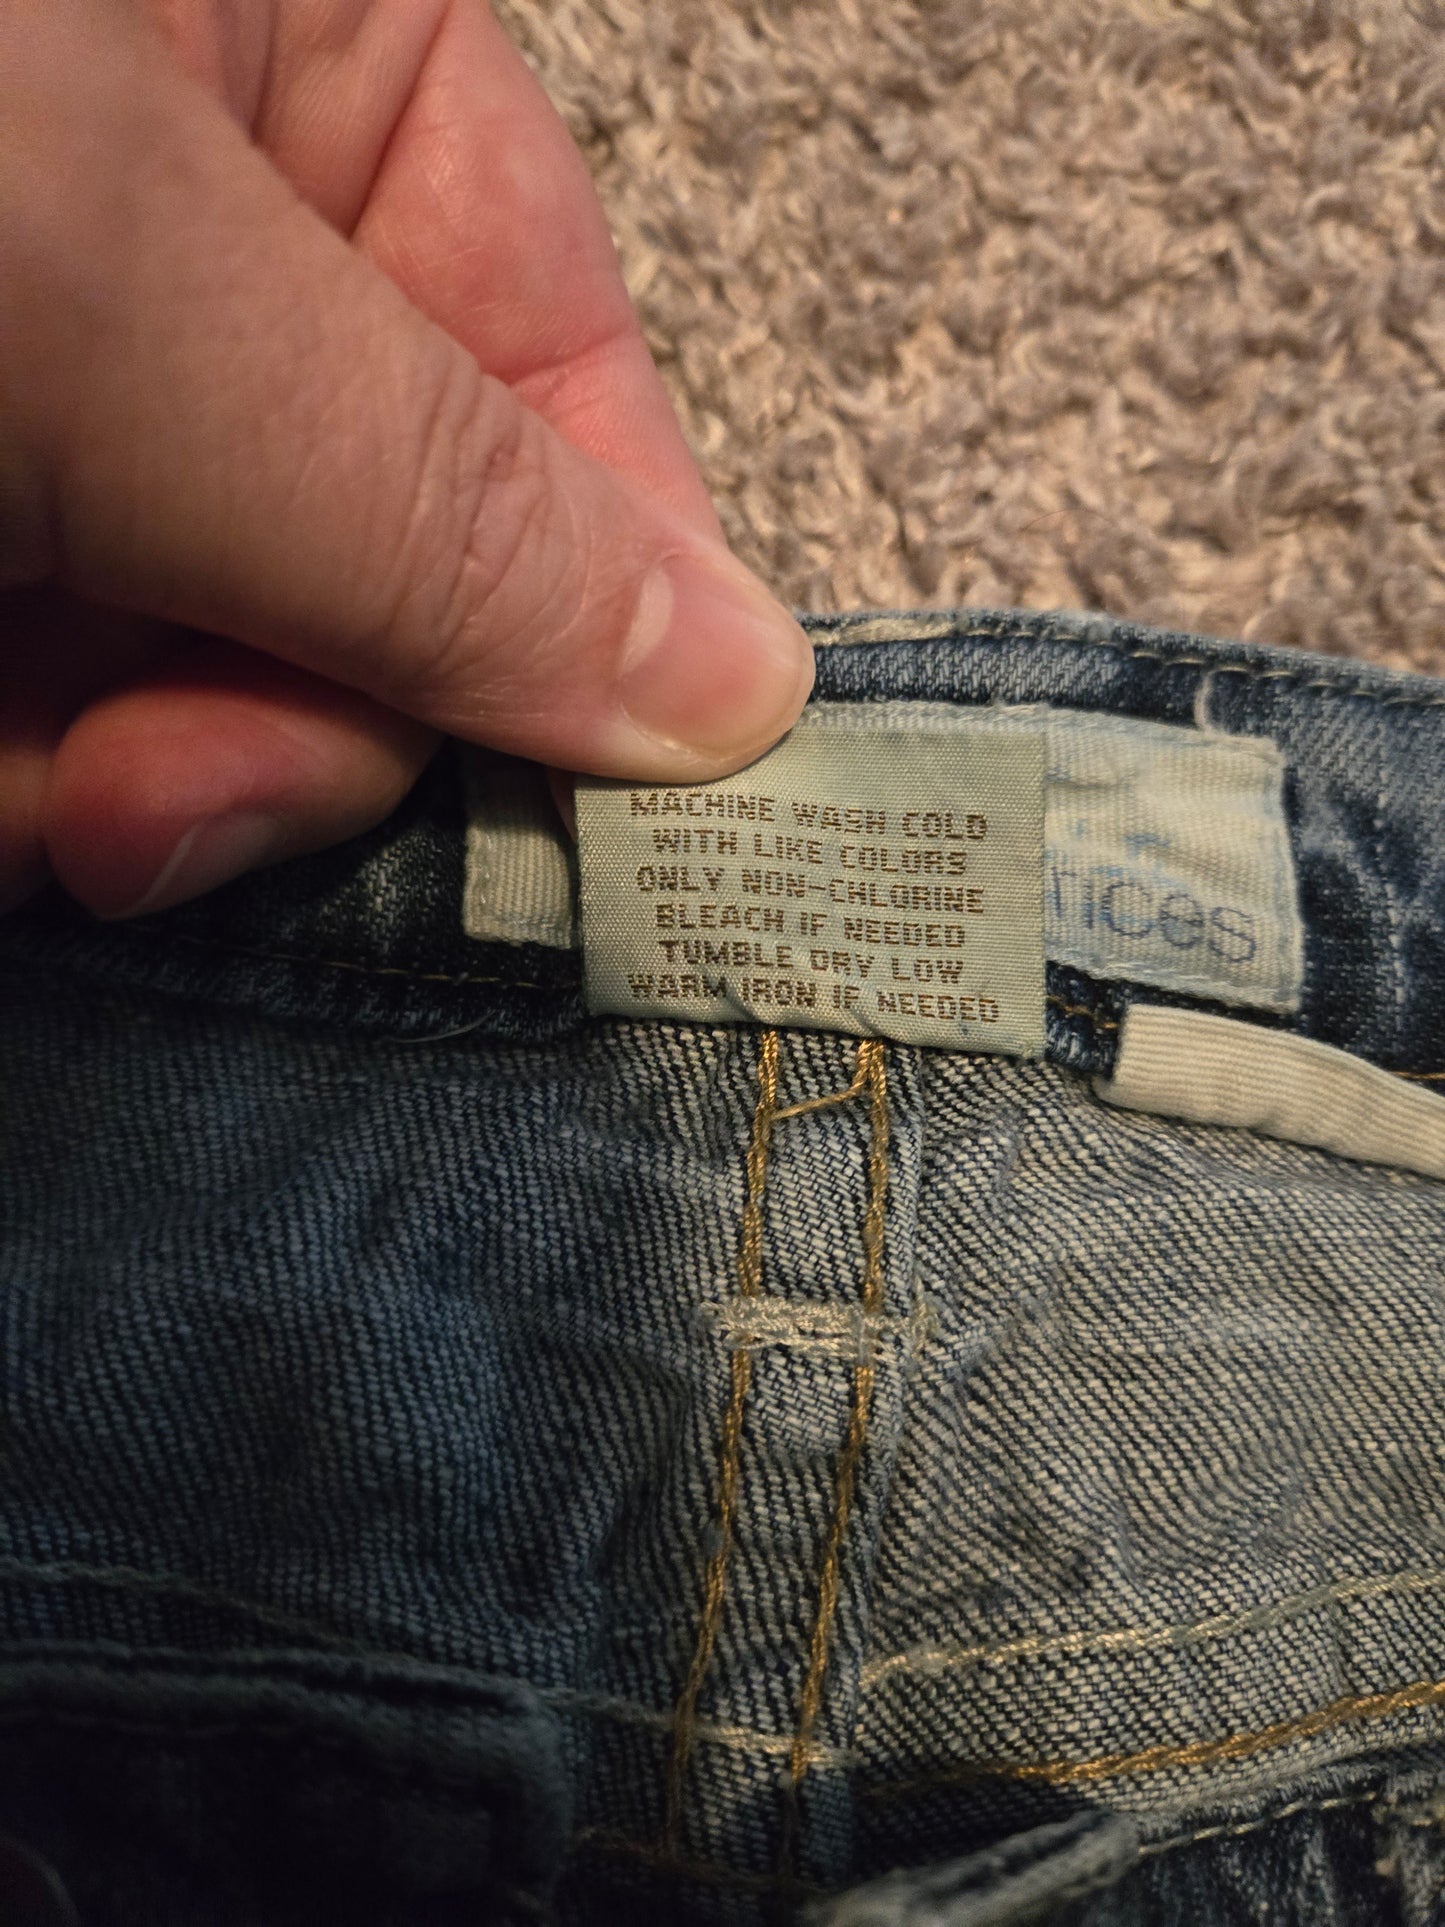 MACHINE WASH COLD
WITH LIKE COLORS
ONLY NON-CHLORINE
BLEACH IF NEEDED
TUMBLE DRY LOW
WARM IRON IF NEEDED